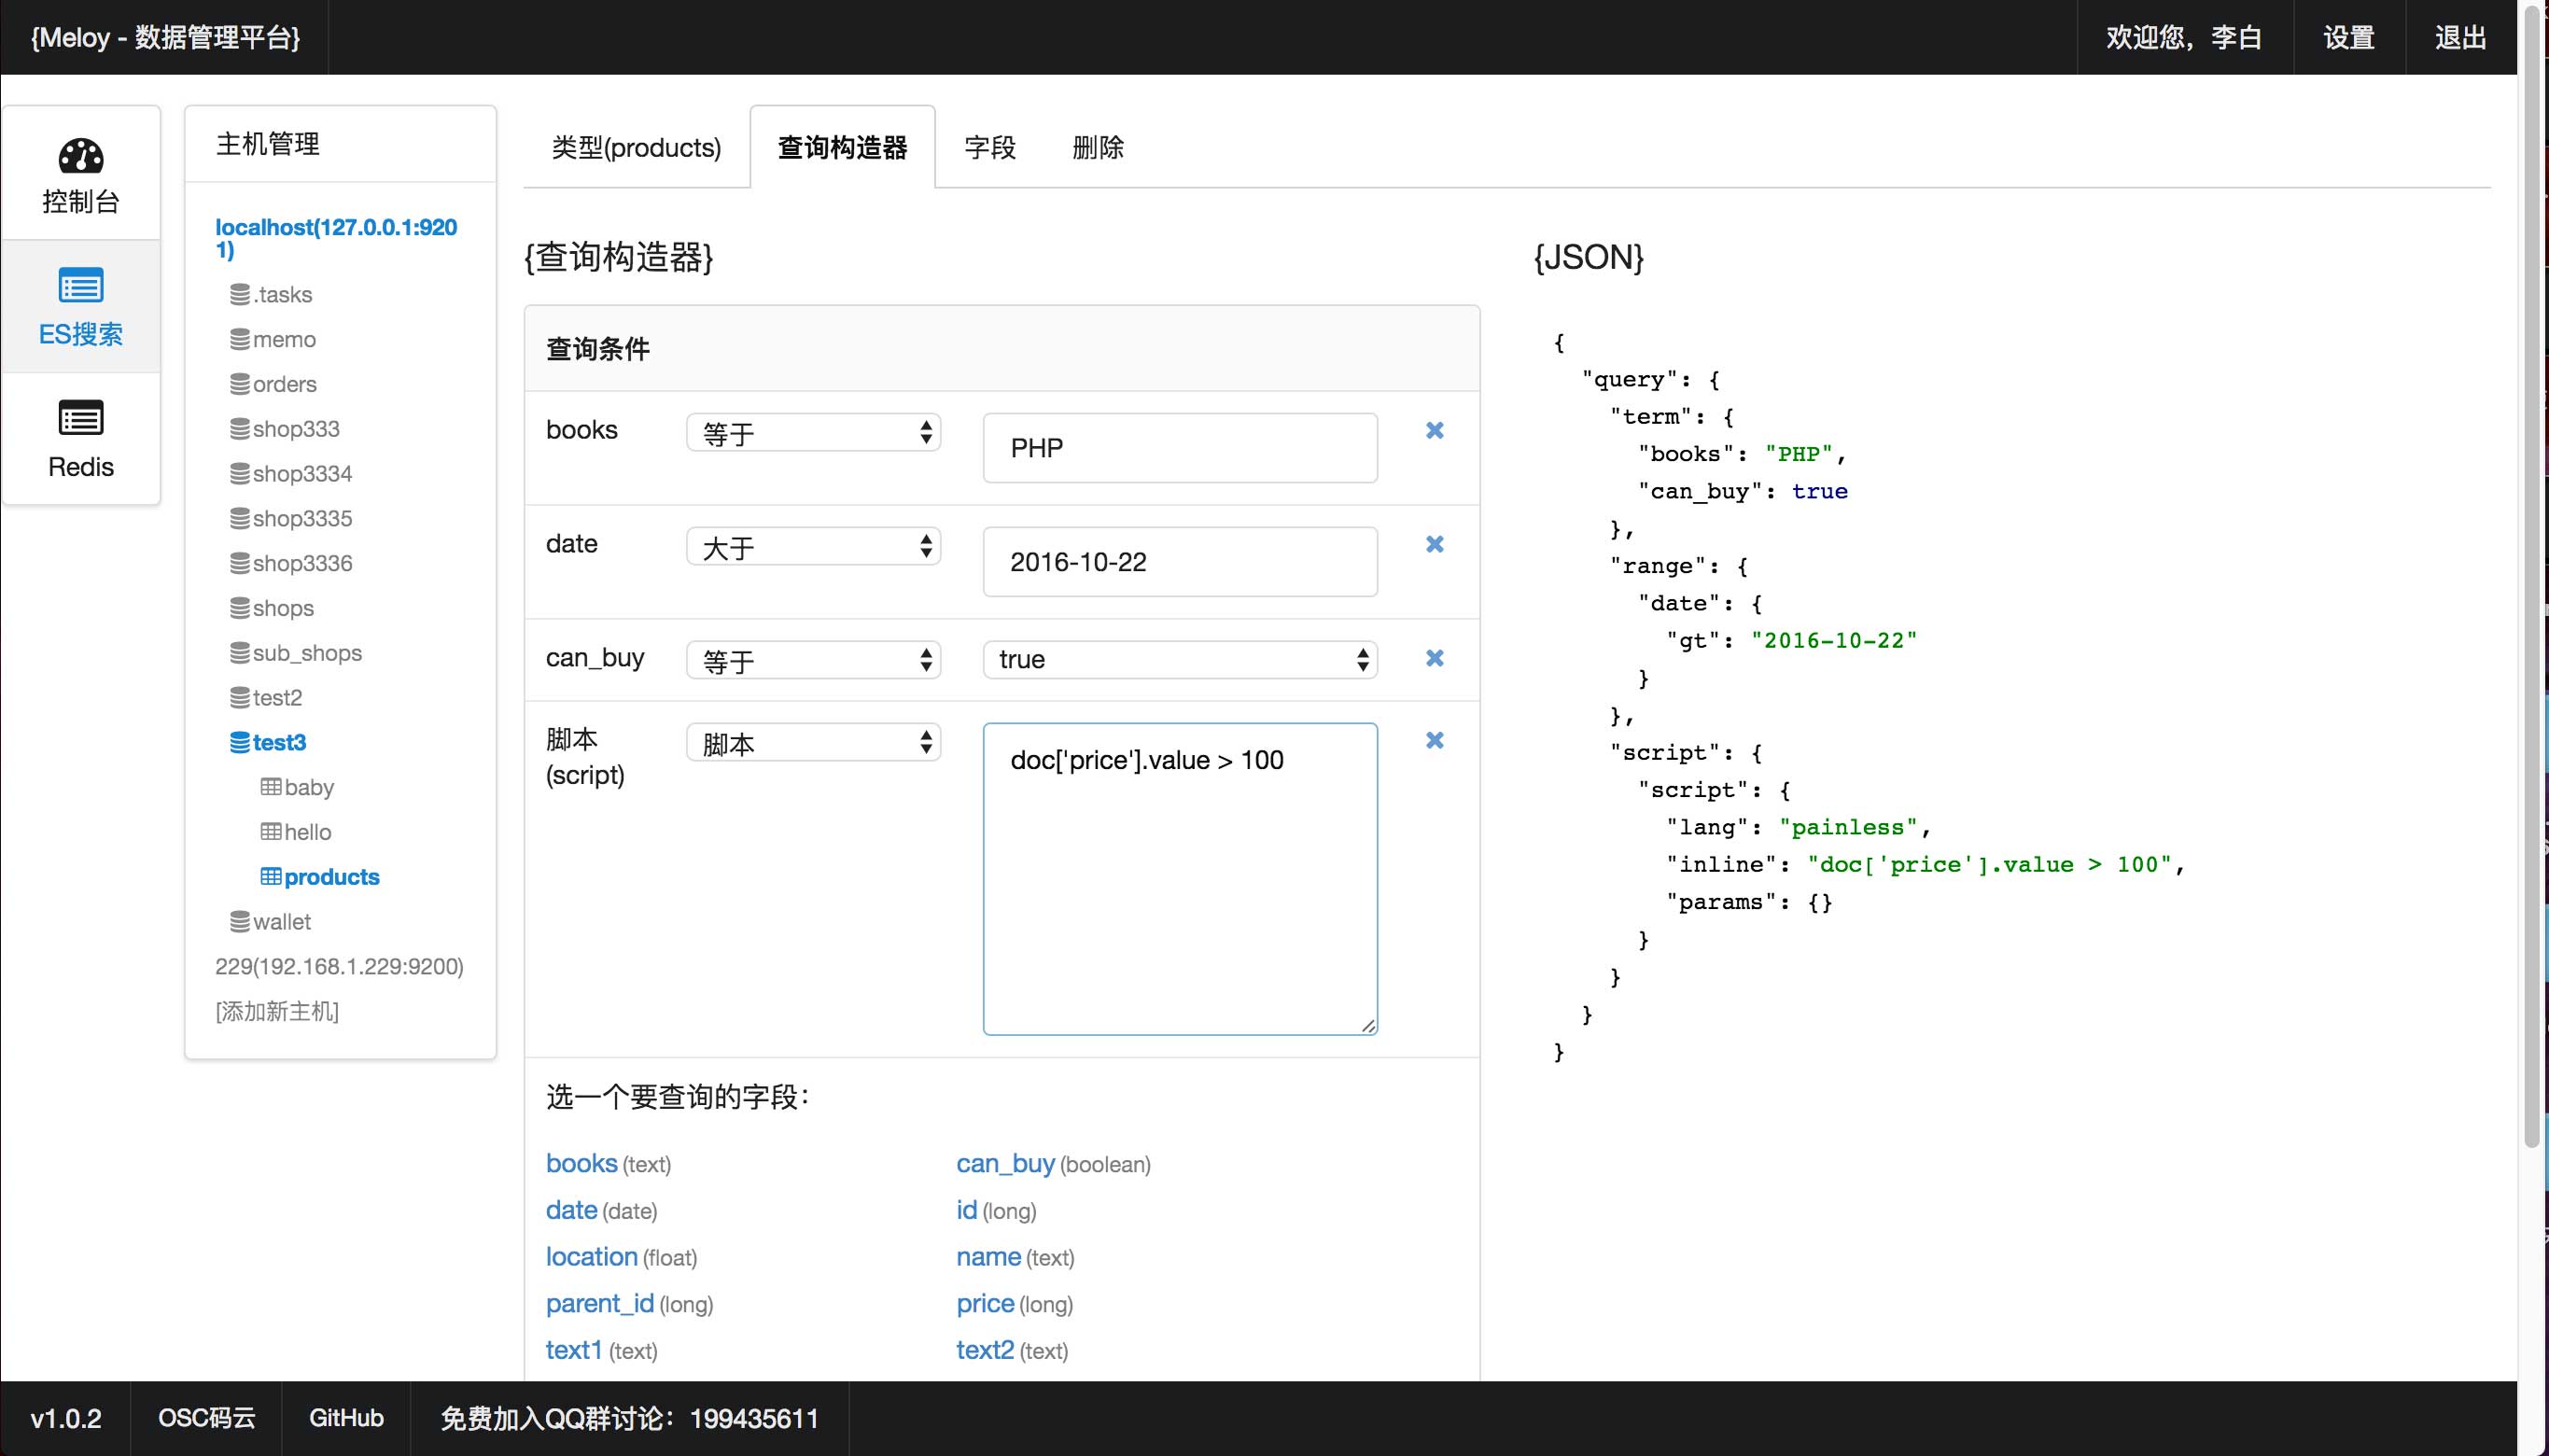 {Meloy - 数据管理平台}
欢迎您，李白
设置
退出
控制台
ES搜索
Redis
主机管理
localhost(127.0.0.1:920
1)
.tasks
memo
orders
shop333
shop3334
shop3335
shop3336
shops
sub_shops
test2
test3
baby
hello
products
wallet
229(192.168.1.229:9200)
[添加新主机]
类型(products)
查询构造器
字段
删除
{查询构造器}
查询条件
books 等于 PHP
date 大于 2016-10-22
can_buy 等于 true
脚本 脚本 doc['price'].value > 100
(script)
选一个要查询的字段：
books (text) can_buy (boolean)
date (date) id (long)
location (float) name (text)
parent_id (long) price (long)
text1 (text) text2 (text)
{JSON}
{
"query": {
"term": {
"books": "PHP",
"can_buy": true
},
"range": {
"date": {
"gt": "2016-10-22"
}
},
"script": {
"script": {
"lang": "painless",
"inline": "doc['price'].value > 100",
"params": {}
}
}
}
}
v1.0.2
OSC码云
GitHub
免费加入QQ群讨论：199435611